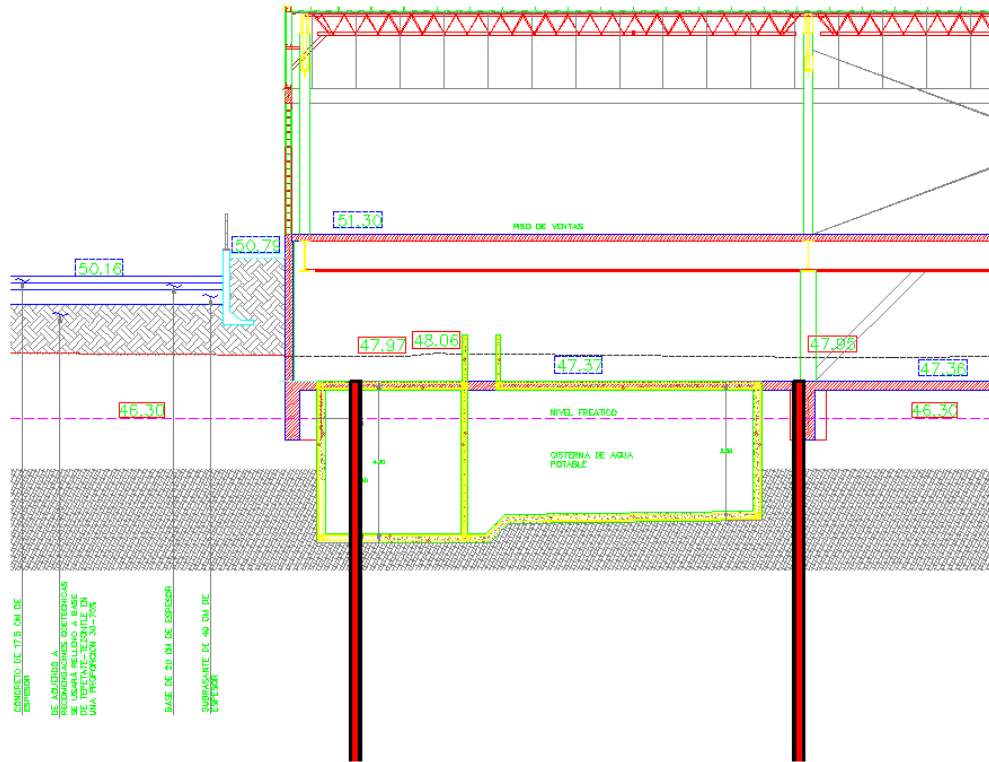 51.30
PISO DE VENTAS
50.79
50.16
47.97
48.06
47.37
47.95
47.36
46.30
NIVEL FREÁTICO
46.30
CISTERNA DE AGUA
POTABLE
CONCRETO DE 17.5 CM DE
ESPESOR
DE ACUERDO A
RECOMENDACIONES GEOTECNICAS
SE USARÁ RELLENO A BASE
DE TEPETATE-TEZONTLE EN
UNA PROPORCION 30-70%
BASE DE 20 CM DE ESPESOR
SUBRASANTE DE 40 CM DE
ESPESOR